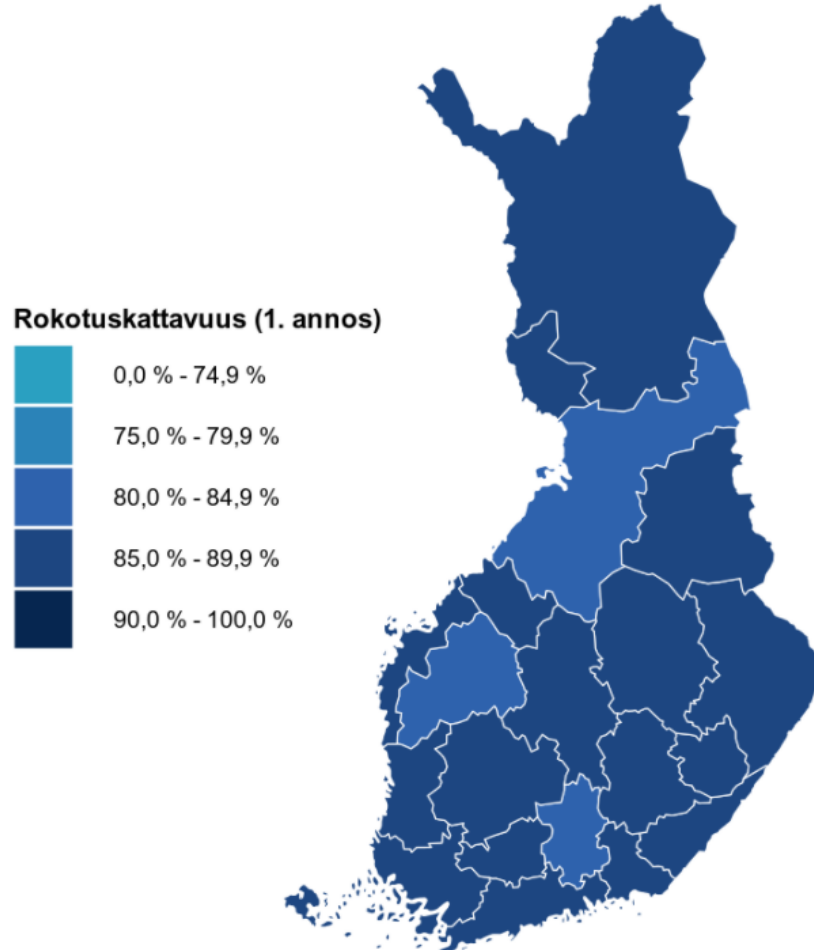 Rokotuskattavuus (1. annos)
0,0 % - 74,9 %
75,0 % - 79,9 %
80,0 % - 84,9 %
85,0 % - 89,9 %
90,0 % - 100,0 %